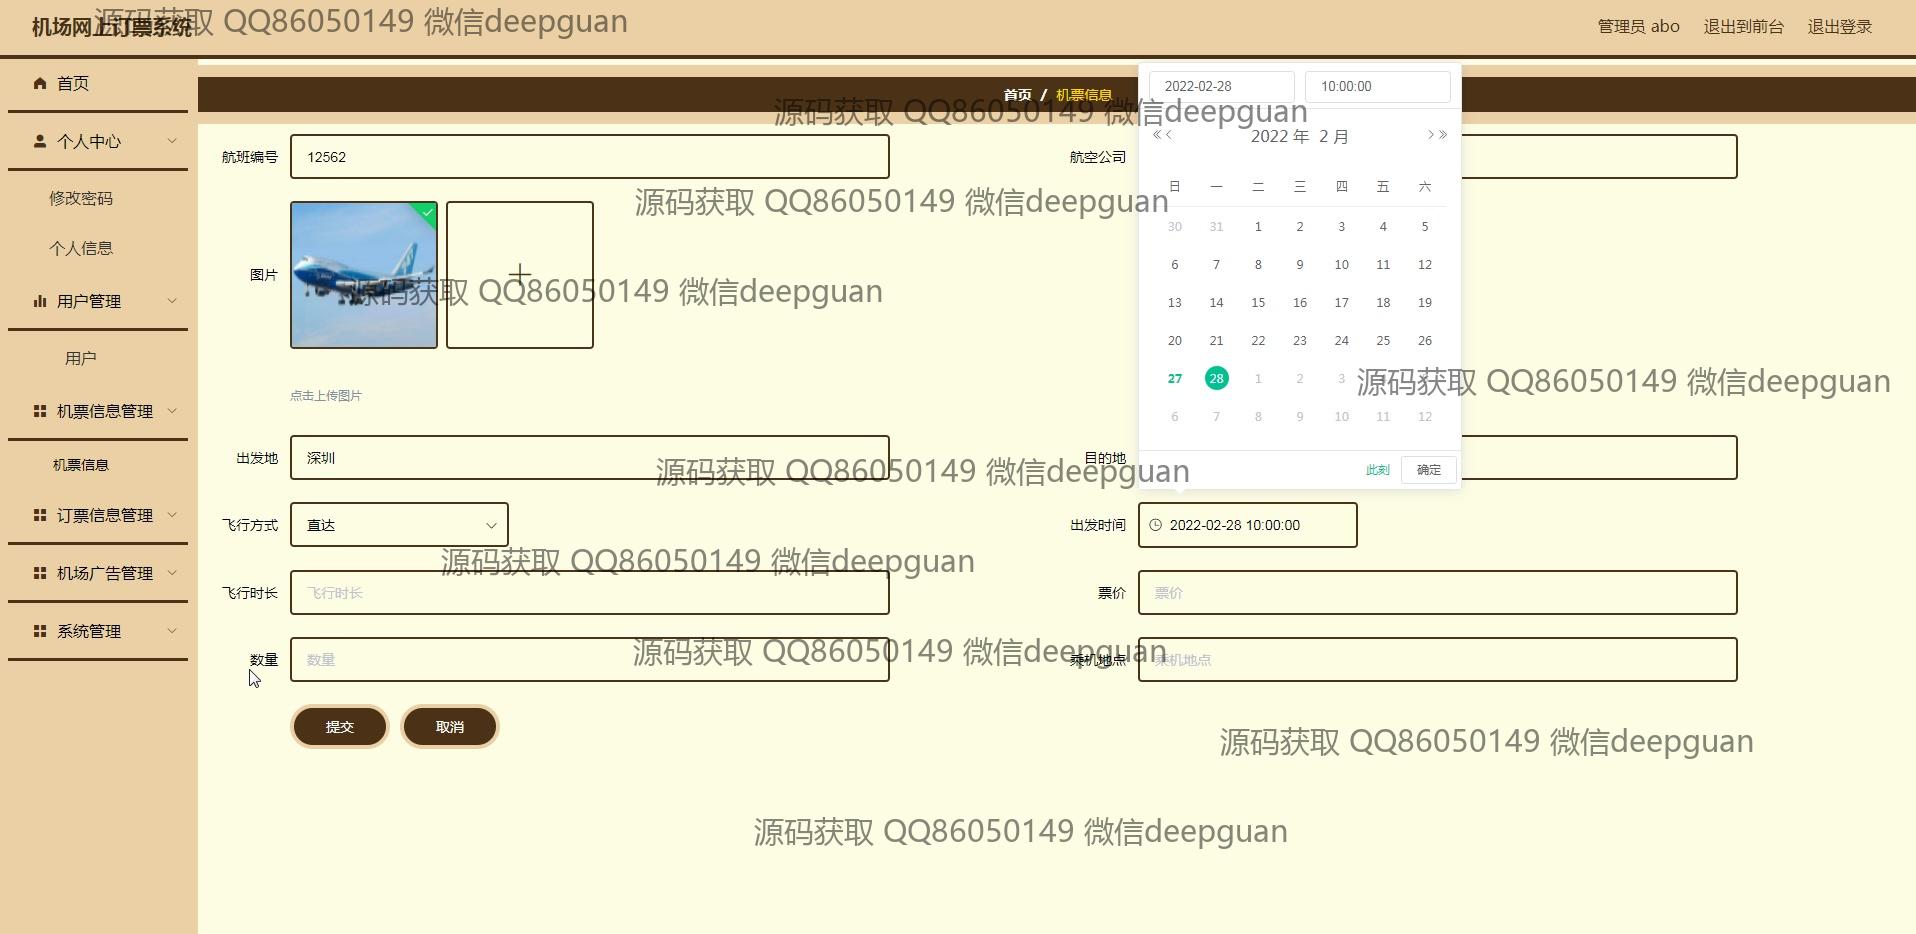 机场网上订票系统
源码获取 QQ86050149 微信deepguan
管理员 abo 退出到前台 退出登录
首页
个人中心
修改密码
个人信息
用户管理
用户
机票信息管理
机票信息
订票信息管理
机场广告管理
系统管理
首页 / 机票信息
源码获取 QQ86050149 微信deepguan
航班编号 12562
航空公司
源码获取 QQ86050149 微信deepguan
图片
源码获取 QQ86050149 微信deepguan
点击上传图片
2022-02-28 10:00:00
2022 年 2 月
日 一 二 三 四 五 六
30 31 1 2 3 4 5
6 7 8 9 10 11 12
13 14 15 16 17 18 19
20 21 22 23 24 25 26
27 28 1 2 3
源码获取 QQ86050149 微信deepguan
6 7 8 9 10 11 12
此刻 确定
出发地 深圳
目的地
源码获取 QQ86050149 微信deepguan
飞行方式 直达
出发时间 2022-02-28 10:00:00
源码获取 QQ86050149 微信deepguan
飞行时长 飞行时长
票价 票价
数量 数量
源码获取 QQ86050149 微信deepguan
乘机地点 乘机地点
提交 取消
源码获取 QQ86050149 微信deepguan
源码获取 QQ86050149 微信deepguan